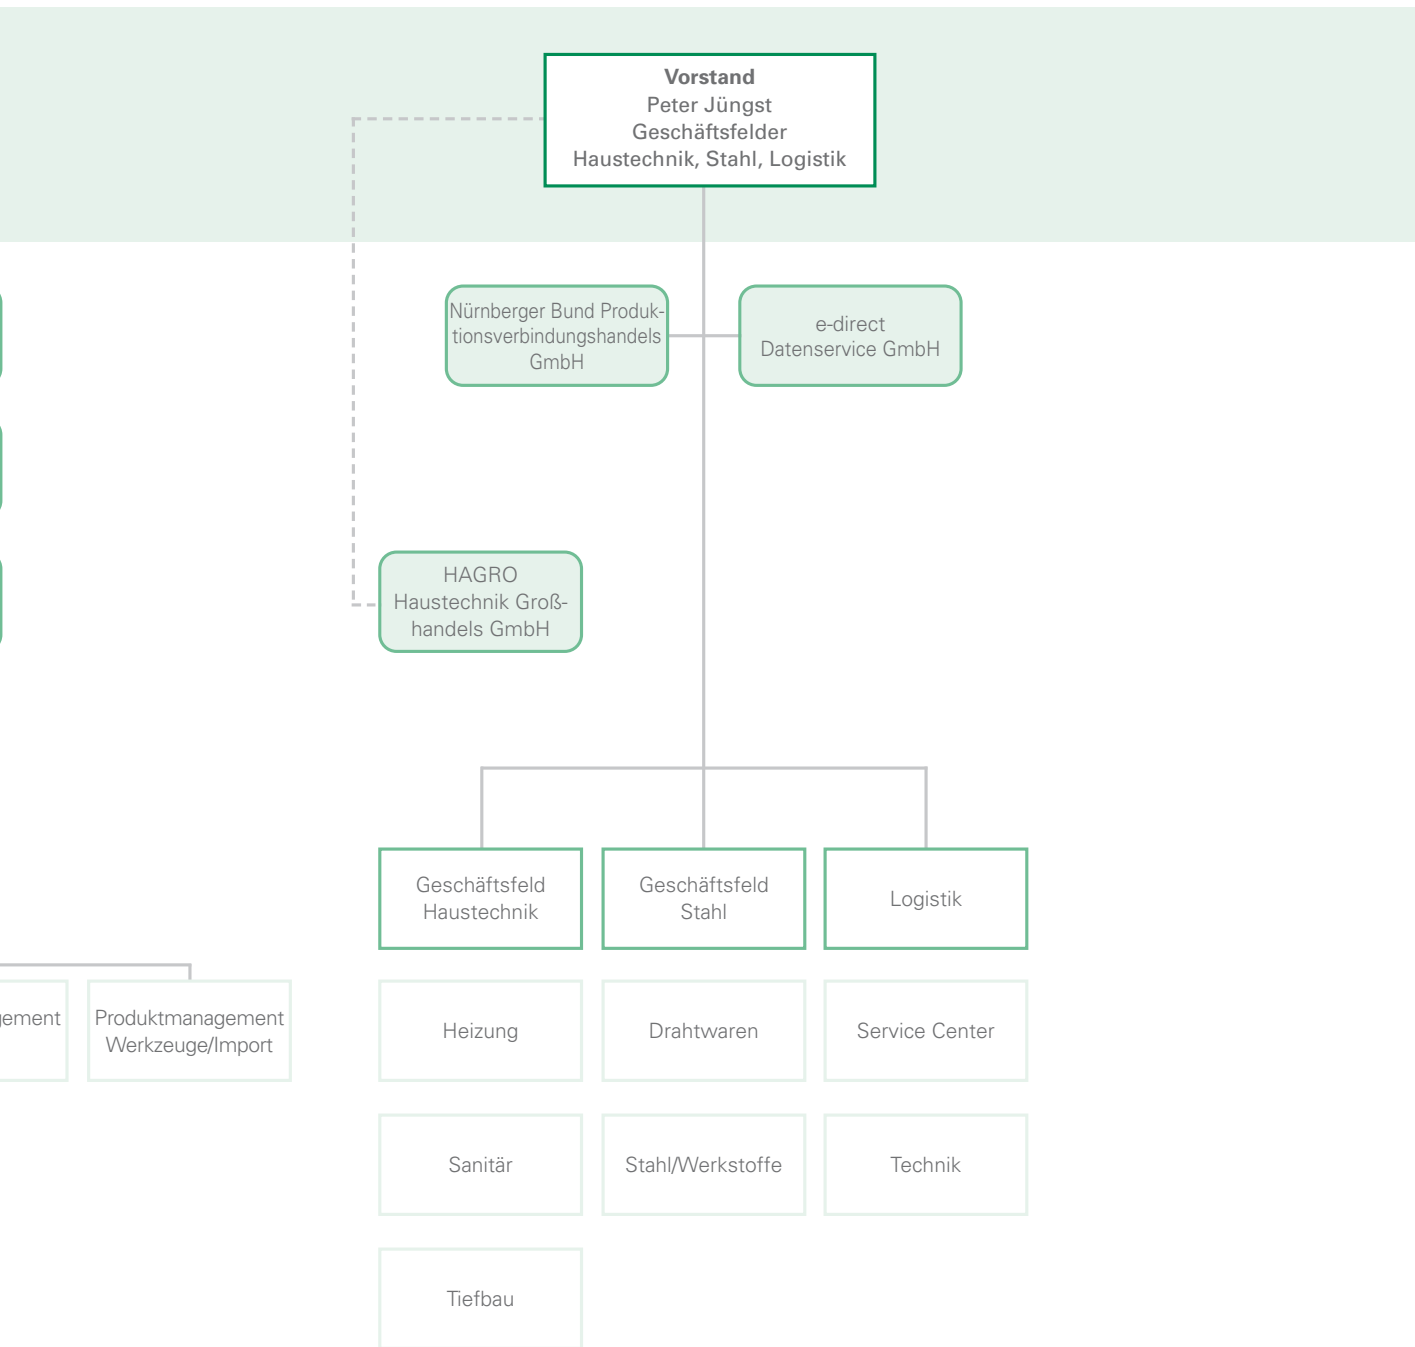 Vorstand
Peter Jüngst
Geschäftsfelder
Haustechnik, Stahl, Logistik
Nürnberger Bund Produk-
tionsverbindungshandels
GmbH
e-direct
Datenservice GmbH
HAGRO
Haustechnik Groß-
handels GmbH
Geschäftsfeld
Haustechnik
Geschäftsfeld
Stahl
Logistik
Produktmanagement
Werkzeuge/Import
Heizung
Drahtwaren
Service Center
Sanitär
Stahl/Werkstoffe
Technik
Tiefbau